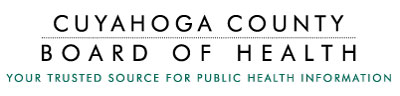 CUYAHOGA COUNTY
BOARD OF HEALTH
YOUR TRUSTED SOURCE FOR PUBLIC HEALTH INFORMATION